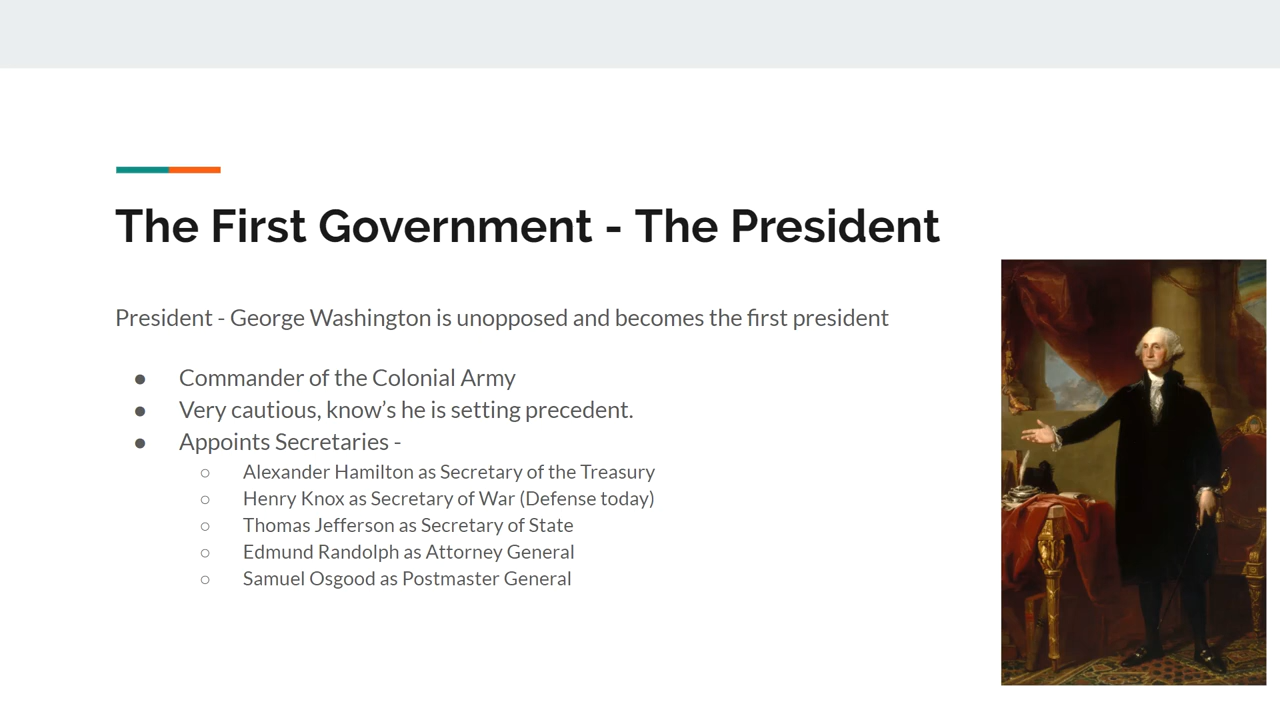 The First Government - The President
President - George Washington is unopposed and becomes the first president
● Commander of the Colonial Army
● Very cautious, know’s he is setting precedent.
● Appoints Secretaries -
○ Alexander Hamilton as Secretary of the Treasury
○ Henry Knox as Secretary of War (Defense today)
○ Thomas Jefferson as Secretary of State
○ Edmund Randolph as Attorney General
○ Samuel Osgood as Postmaster General